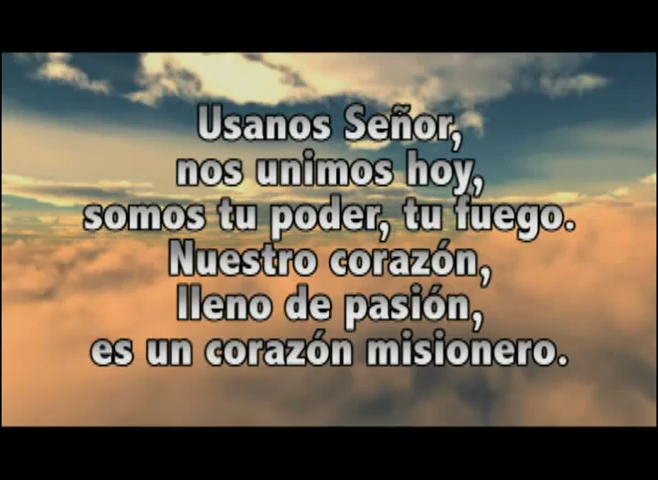 Usanos Señor,
nos unimos hoy,
somos tu poder, tu fuego.
Nuestro corazón,
lleno de pasión,
es un corazón misionero.